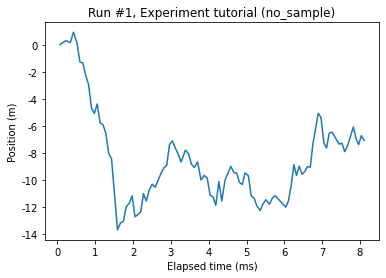 Run #1, Experiment tutorial (no_sample)
Position (m)
0
-2
-4
-6
-8
-10
-12
-14
0 1 2 3 4 5 6 7 8
Elapsed time (ms)